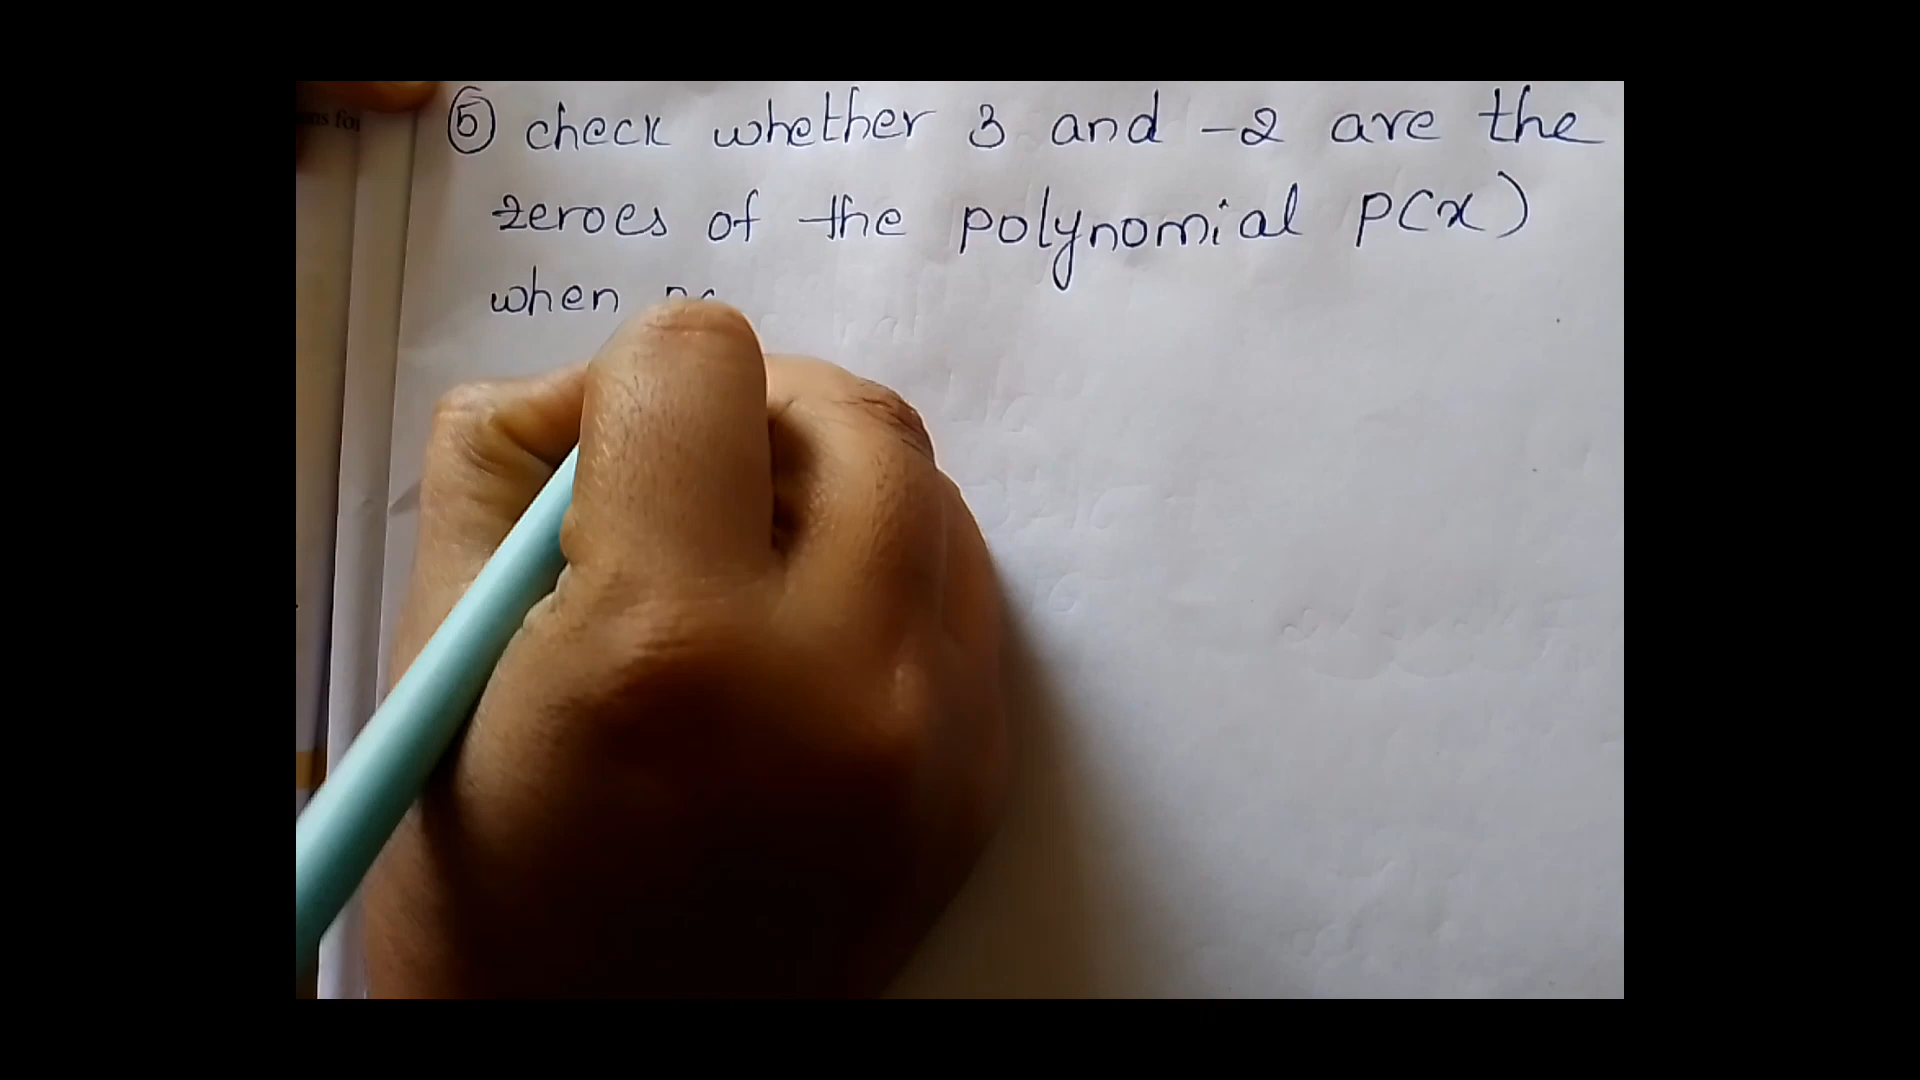 ⑤ check whether 3 and -2 are the
zeroes of the polynomial P(x)
when